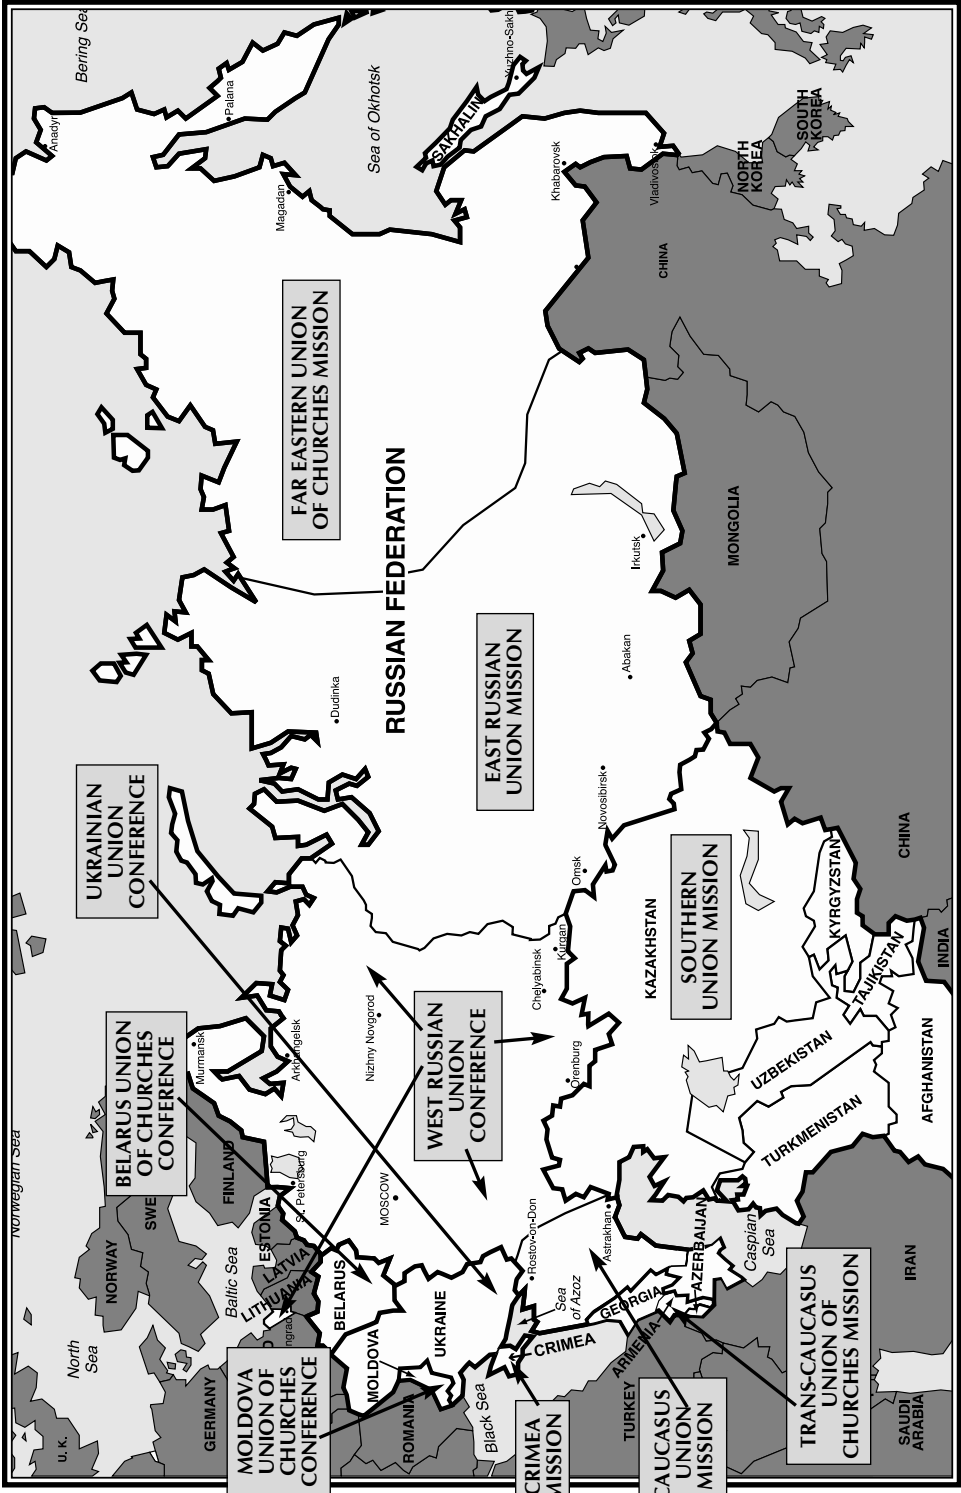 Bering Sea
Anadyr
Palana
Sea of Okhotsk
SAKHALIN
Magadan
Khabarovsk
Vladivostok
NORTH
KOREA
SOUTH
KOREA
CHINA
FAR EASTERN UNION
OF CHURCHES MISSION
RUSSIAN FEDERATION
MONGOLIA
Irkutsk
Abakan
Dudinka
EAST RUSSIAN
UNION MISSION
Novosibirsk
Omsk
Kurgan
Chelyabinsk
UKRAINIAN
UNION
CONFERENCE
SOUTHERN
UNION MISSION
KAZAKHSTAN
KYRGYZSTAN
TAJIKISTAN
UZBEKISTAN
TURKMENISTAN
AFGHANISTAN
CHINA
INDIA
IRAN
BELARUS UNION
OF CHURCHES
CONFERENCE
Murmansk
Arkhangelsk
Nizhny Novgorod
WEST RUSSIAN
UNION
CONFERENCE
Orenburg
Norwegian Sea
NORWAY
SWE
FINLAND
St. Petersburg
MOSCOW
ESTONIA
LATVIA
LITHUANIA
Baltic Sea
North
Sea
U. K.
GERMANY
BELARUS
UKRAINE
MOLDOVA
ROMANIA
Rostov-on-Don
Astrakhan
Sea
of Azoz
CRIMEA
Black Sea
GEORGIA
ARMENIA
AZERBAIJAN
Caspian
Sea
TURKEY
SAUDI
ARABIA
MOLDOVA
UNION OF
CHURCHES
CONFERENCE
CRIMEA
MISSION
CAUCASUS
UNION
MISSION
TRANS-CAUCASUS
UNION OF
CHURCHES MISSION